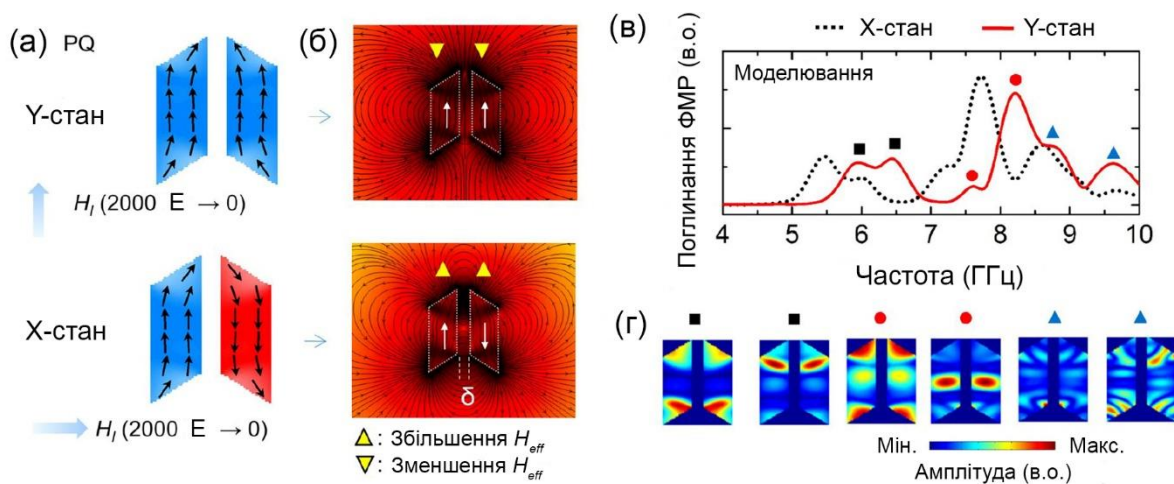 (а) PQ
Y-стан
H_I (2000 E → 0)
X-стан
H_I (2000 E → 0)
(б)
δ
▲: Збільшення H_eff
▼: Зменшення H_eff
(в)
X-стан Y-стан
Моделювання
Поглинання ФМР (в.о.)
4 5 6 7 8 9 10
Частота (ГГц)
(г)
Мін. Макс.
Амплітуда (в.о.)